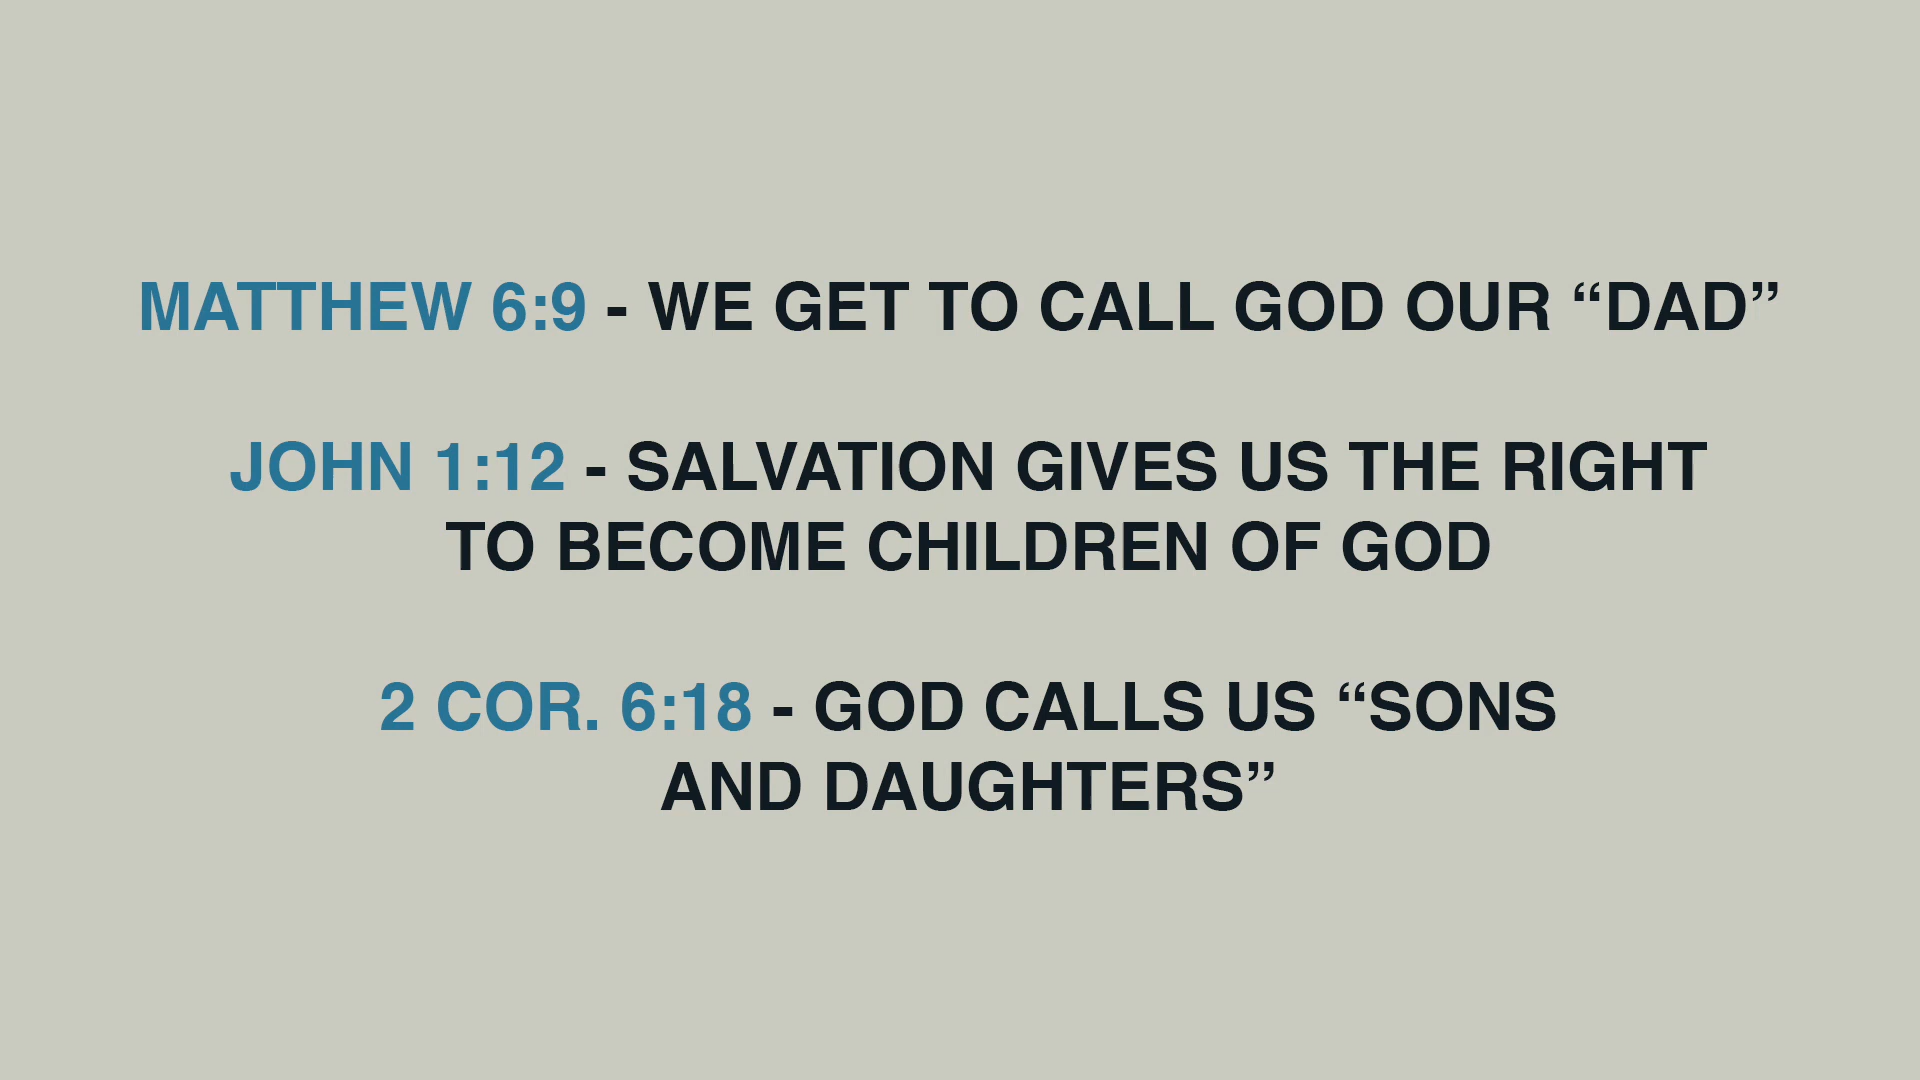 MATTHEW 6:9 - WE GET TO CALL GOD OUR “DAD”
JOHN 1:12 - SALVATION GIVES US THE RIGHT
TO BECOME CHILDREN OF GOD
2 COR. 6:18 - GOD CALLS US “SONS
AND DAUGHTERS”